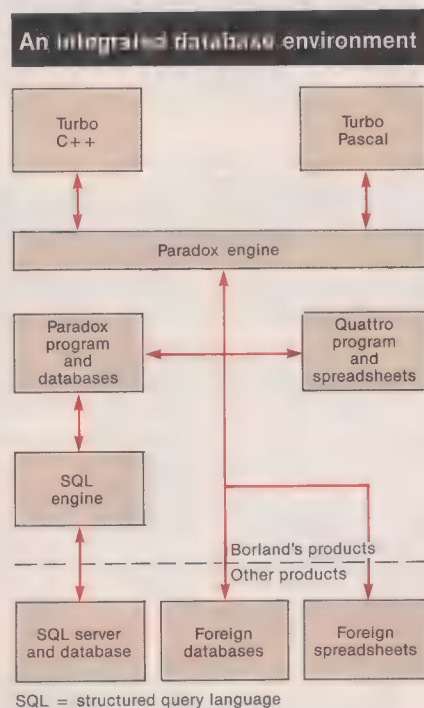 An integrated database environment
Turbo
C++
Turbo
Pascal
Paradox engine
Paradox
program
and
databases
Quattro
program
and
spreadsheets
SQL
engine
Borland's products
Other products
SQL server
and database
Foreign
databases
Foreign
spreadsheets
SQL = structured query language